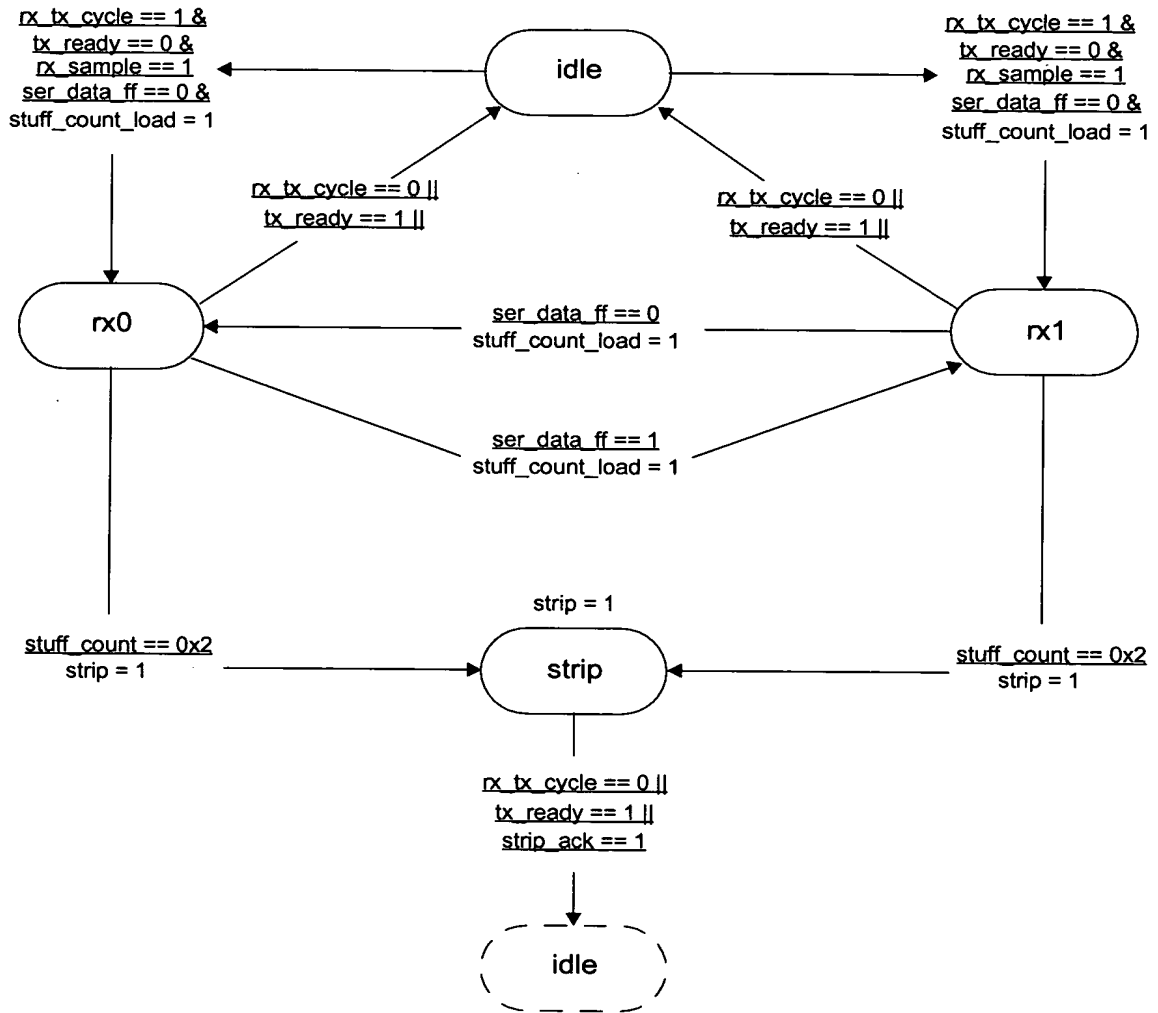 rx_tx_cycle == 1 &
tx_ready == 0 &
rx_sample == 1
ser_data_ff == 0 &
stuff_count_load = 1
idle
rx_tx_cycle == 1 &
tx_ready == 0 &
rx_sample == 1
ser_data_ff == 0 &
stuff_count_load = 1
rx_tx_cycle == 0 ||
tx_ready == 1 ||
rx_tx_cycle == 0 ||
tx_ready == 1 ||
rx0
ser_data_ff == 0
stuff_count_load = 1
rx1
ser_data_ff == 1
stuff_count_load = 1
strip = 1
stuff_count == 0x2
strip = 1
strip
stuff_count == 0x2
strip = 1
rx_tx_cycle == 0 ||
tx_ready == 1 ||
strip_ack == 1
idle